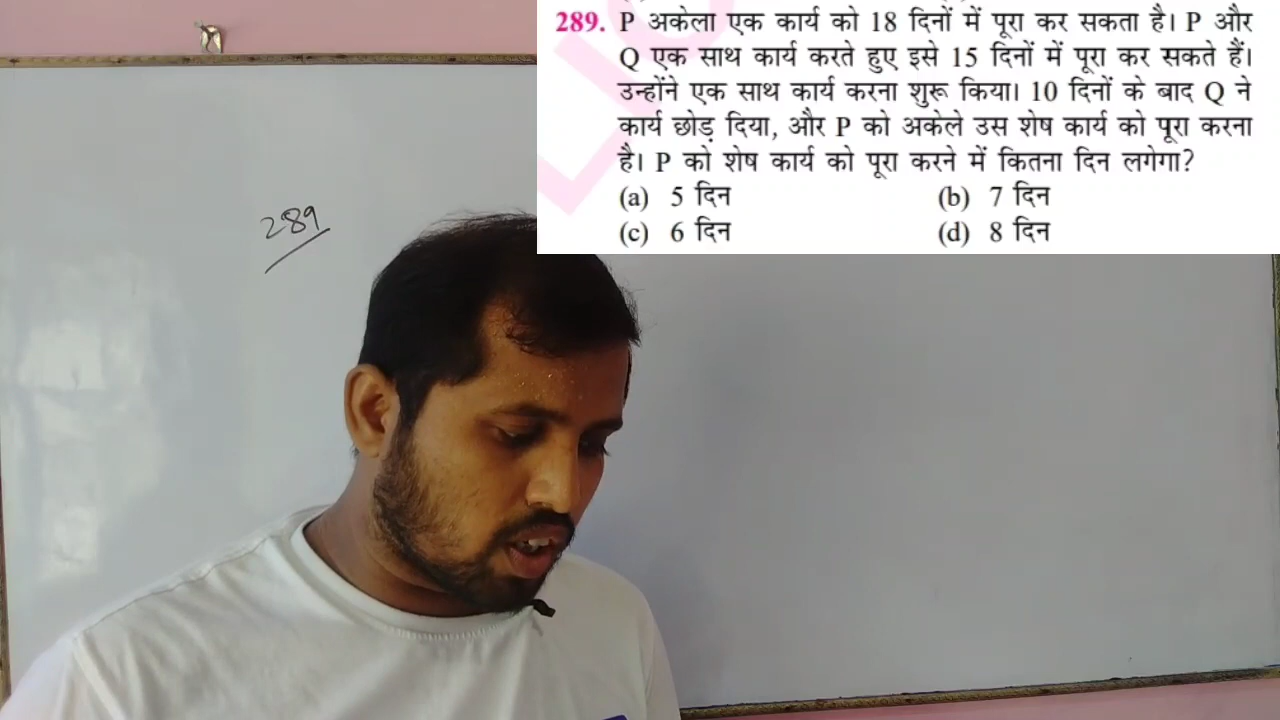 289. P अकेला एक कार्य को 18 दिनों में पूरा कर सकता है। P और
Q एक साथ कार्य करते हुए इसे 15 दिनों में पूरा कर सकते हैं।
उन्होंने एक साथ कार्य करना शुरू किया। 10 दिनों के बाद Q ने
कार्य छोड़ दिया, और P को अकेले उस शेष कार्य को पूरा करना
है। P को शेष कार्य को पूरा करने में कितना दिन लगेगा?
(a) 5 दिन (b) 7 दिन
(c) 6 दिन (d) 8 दिन
289